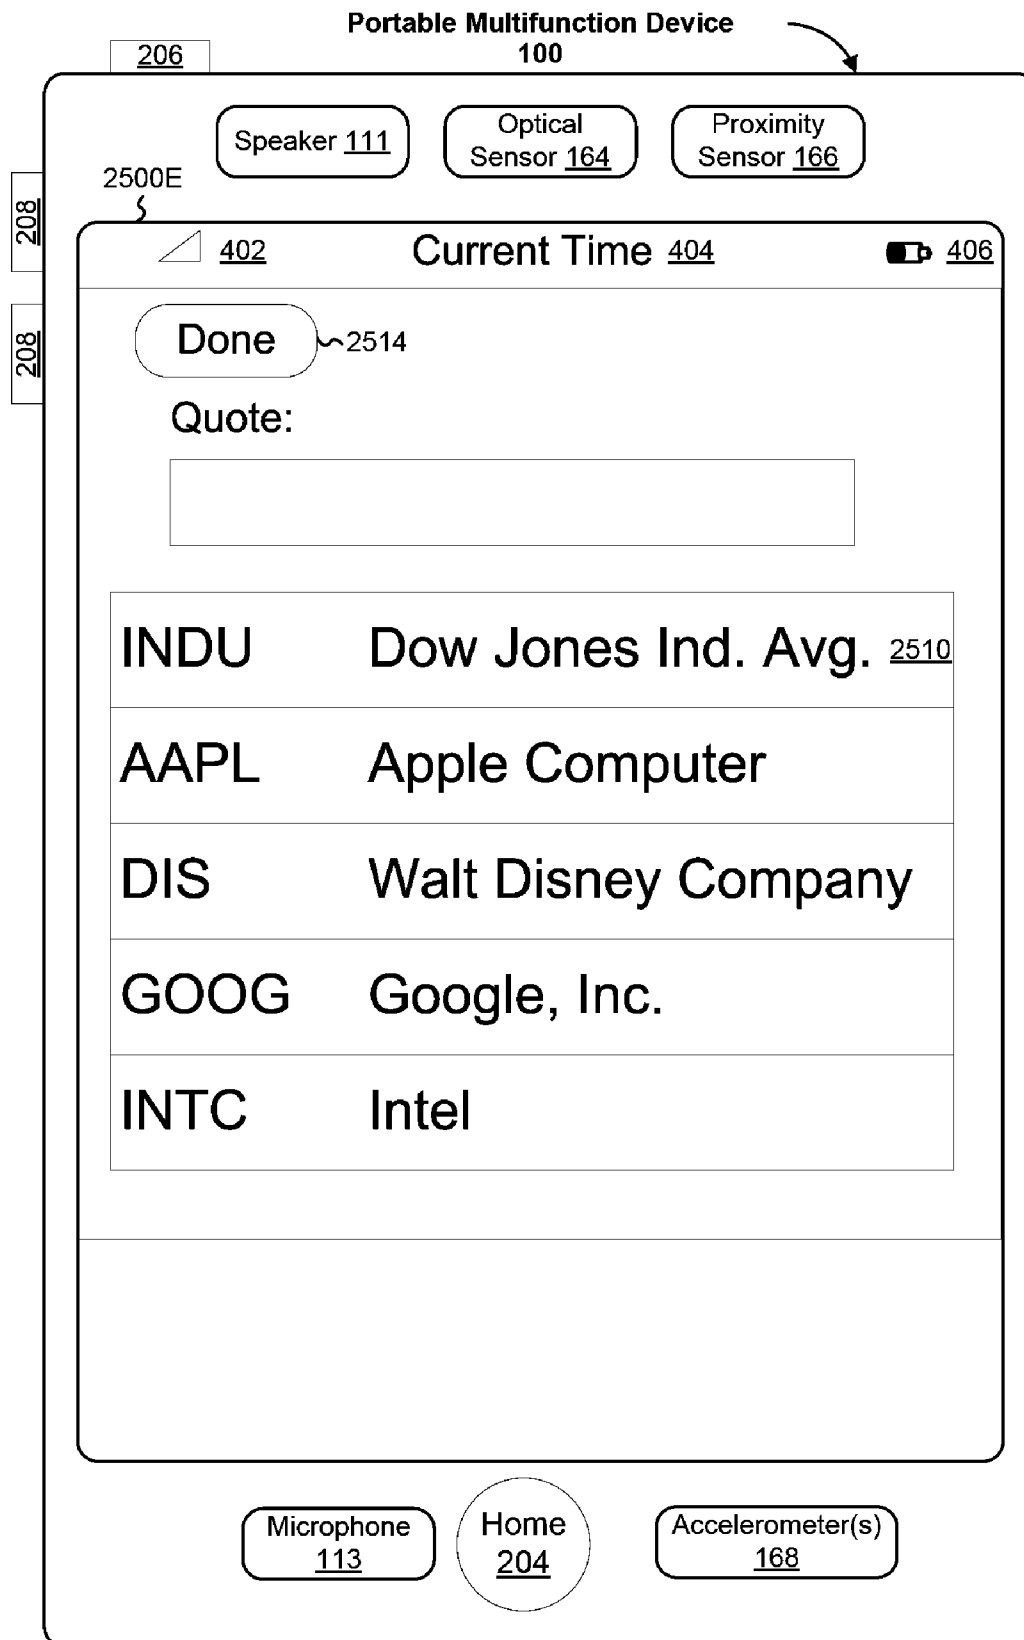 Portable Multifunction Device
100
206
Speaker 111
Optical
Sensor 164
Proximity
Sensor 166
2500E
208
402
Current Time 404
406
208
Done
2514
Quote:
INDU Dow Jones Ind. Avg. 2510
AAPL Apple Computer
DIS Walt Disney Company
GOOG Google, Inc.
INTC Intel
Microphone
113
Home
204
Accelerometer(s)
168